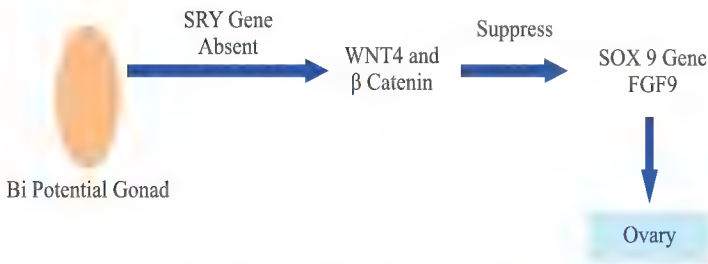 SRY Gene
Absent
WNT4 and
β Catenin
Suppress
SOX 9 Gene
FGF9
Bi Potential Gonad
Ovary